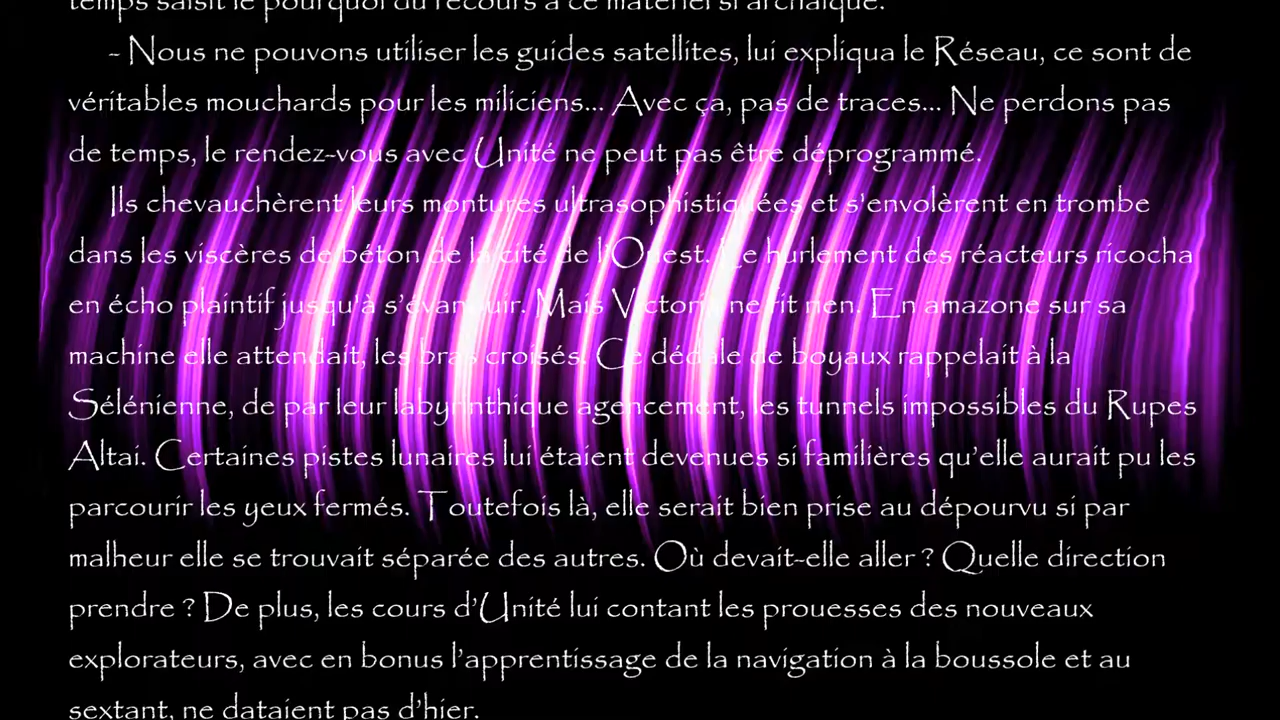 temps saisit le pourquoi du recours à ce matériel si archaïque.
- Nous ne pouvons utiliser les guides satellites, lui expliqua le Réseau, ce sont de
véritables mouchards pour les miliciens... Avec ça, pas de traces... Ne perdons pas
de temps, le rendez-vous avec Unité ne peut pas être déprogrammé.
Ils chevauchèrent leurs montures ultrasophistiquées et s'envolèrent en trombe
dans les viscères de béton de la cité de l'Ouest. Le hurlement des réacteurs ricocha
en écho plaintif jusqu'à s'évanouir. Mais Victoria ne fit rien. En amazone sur sa
machine elle attendait, les bras croisés. Ce dédale de boyaux rappelait à la
Sélénienne, de par leur labyrinthique agencement, les tunnels impossibles du Rupes
Altai. Certaines pistes lunaires lui étaient devenues si familières qu'elle aurait pu les
parcourir les yeux fermés. Toutefois là, elle serait bien prise au dépourvu si par
malheur elle se trouvait séparée des autres. Où devait-elle aller ? Quelle direction
prendre ? De plus, les cours d'Unité lui contant les prouesses des nouveaux
explorateurs, avec en bonus l'apprentissage de la navigation à la boussole et au
sextant, ne dataient pas d'hier.